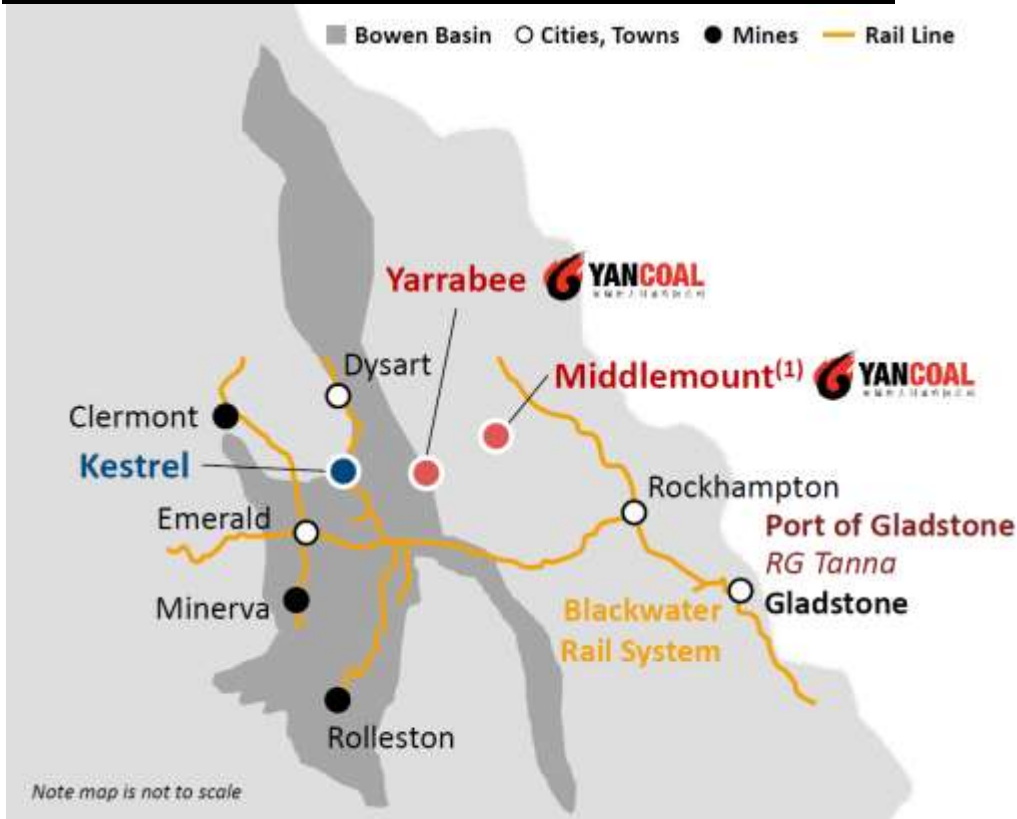 Bowen Basin Cities, Towns Mines Rail Line
Yarrabee YANCOAL
Dysart
Middlemount(1) YANCOAL
Clermont
Kestrel
Rockhampton
Emerald
Port of Gladstone
RG Tanna
Gladstone
Minerva
Blackwater
Rail System
Rolleston
Note map is not to scale